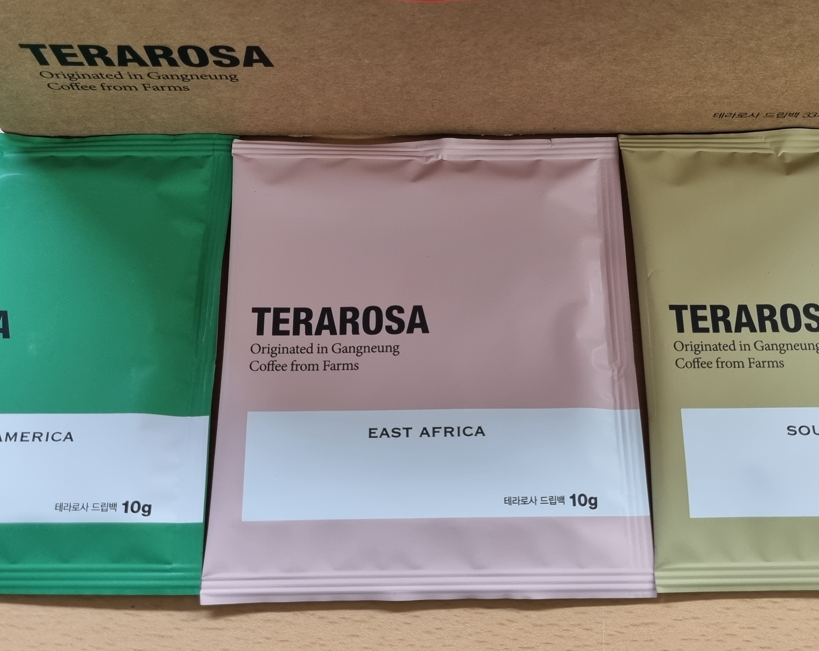 TERAROSA
Originated in Gangneung
Coffee from Farms
테라로사 드립백
AMERICA
테라로사 드립백 10g
TERAROSA
Originated in Gangneung
Coffee from Farms
EAST AFRICA
테라로사 드립백 10g
TERAROS
Originated in Gangneung
Coffee from Farms
SOU